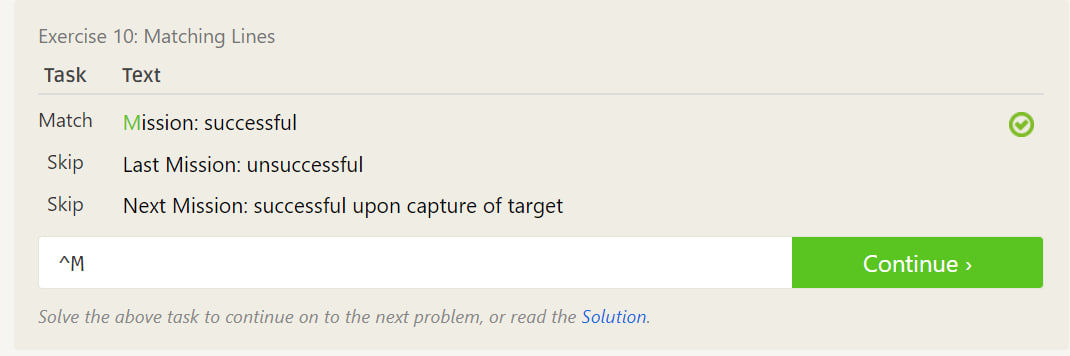 Exercise 10: Matching Lines
Task Text
Match Mission: successful
Skip Last Mission: unsuccessful
Skip Next Mission: successful upon capture of target
^M Continue ›
Solve the above task to continue on to the next problem, or read the Solution.